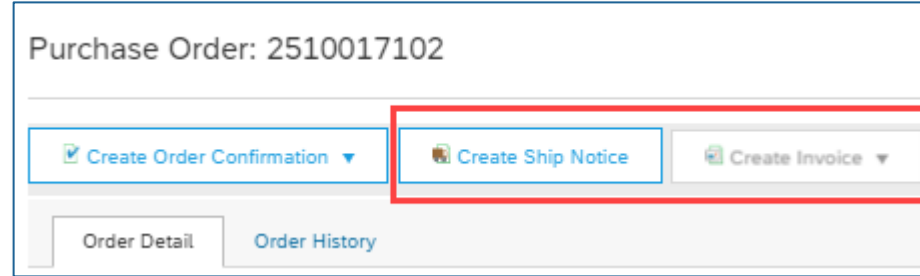 Purchase Order: 2510017102
Create Order Confirmation ▼ Create Ship Notice Create Invoice ▼
Order Detail Order History